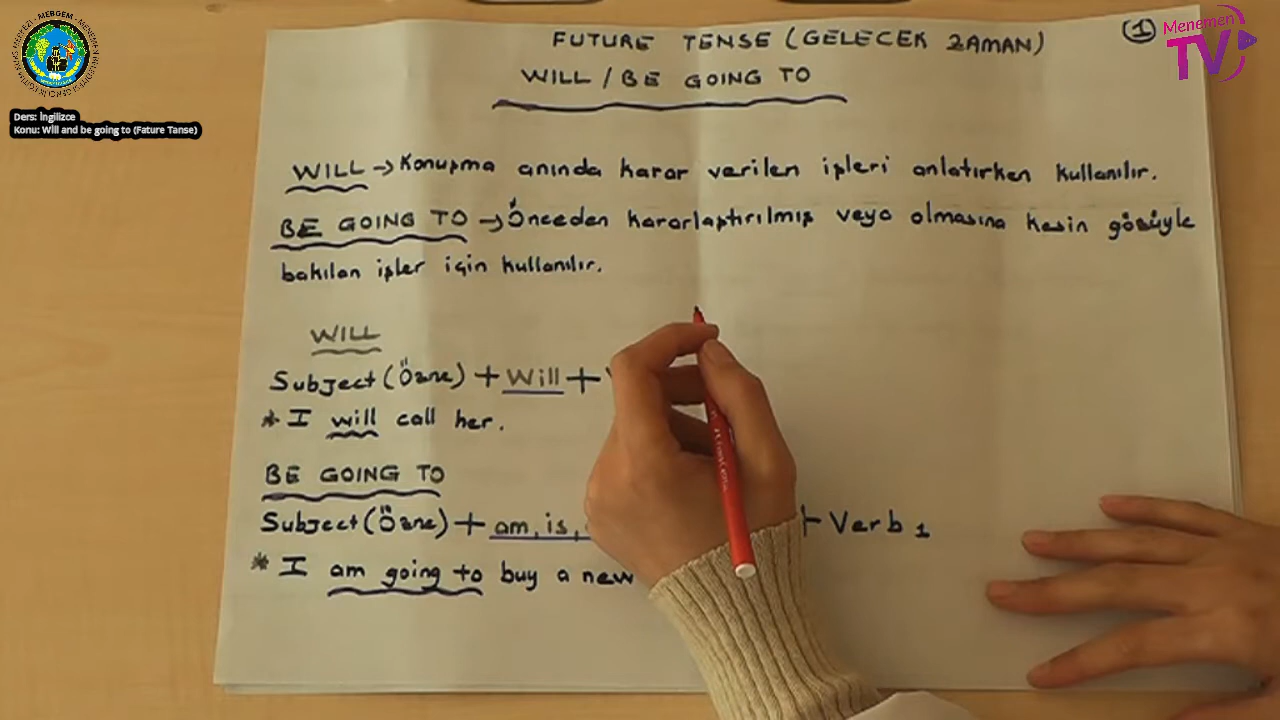 MEBGEM
Menemen
TV
Ders: İngilizce
Konu: Will and be going to (Fature Tanse)
1
FUTURE TENSE (GELECEK ZAMAN)
WILL / BE GOING TO
WILL → Konuşma anında karar verilen işleri anlatırken kullanılır.
BE GOING TO → Önceden kararlaştırılmış veya olmasına kesin gözüyle
bakılan işler için kullanılır.
WILL
Subject (Özne) + Will +
* I will call her.
BE GOING TO
Subject (Özne) + am, is, + Verb 1
* I am going to buy a new